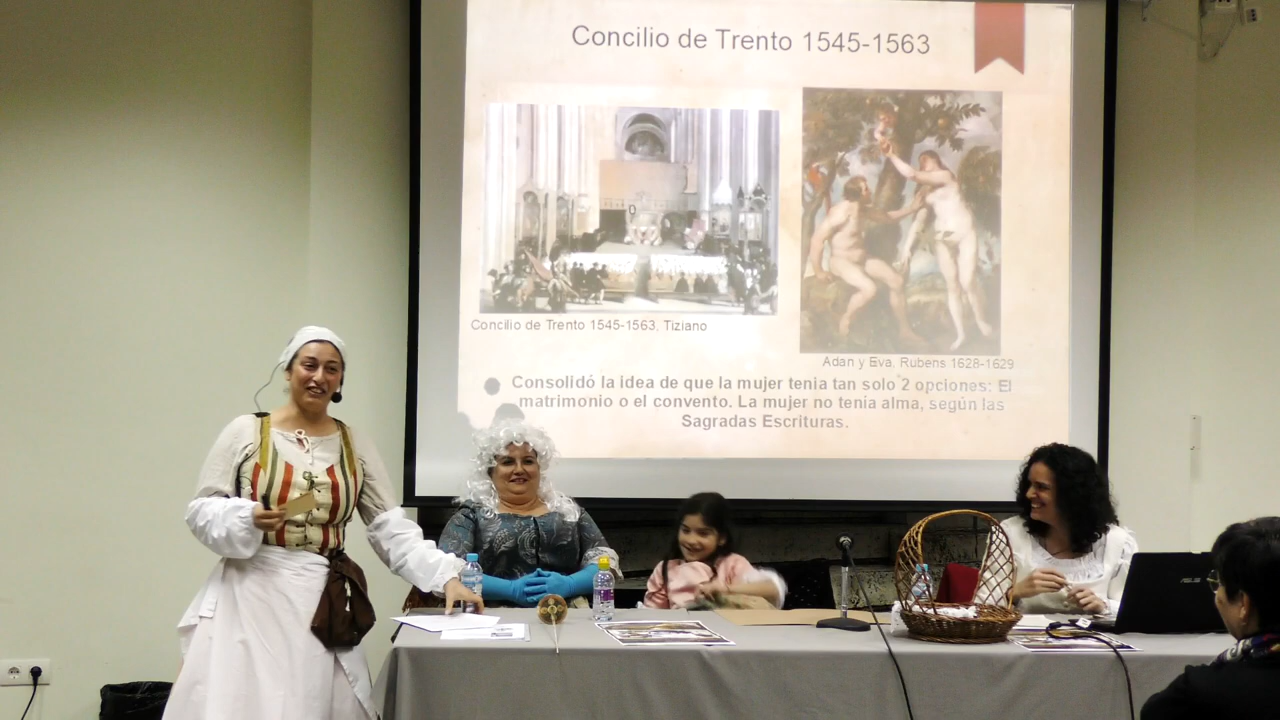 Concilio de Trento 1545-1563
Concilio de Trento 1545-1563, Tiziano
Adan y Eva, Rubens 1628-1629
Consolidó la idea de que la mujer tenia tan solo 2 opciones: El
matrimonio o el convento. La mujer no tenia alma, según las
Sagradas Escrituras.
ASUS